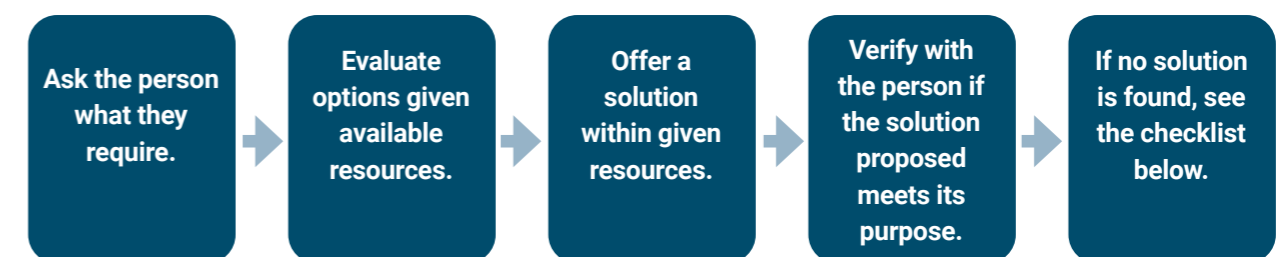 Ask the person
what they
require.
Evaluate
options given
available
resources.
Offer a
solution
within given
resources.
Verify with
the person if
the solution
proposed
meets its
purpose.
If no solution
is found, see
the checklist
below.